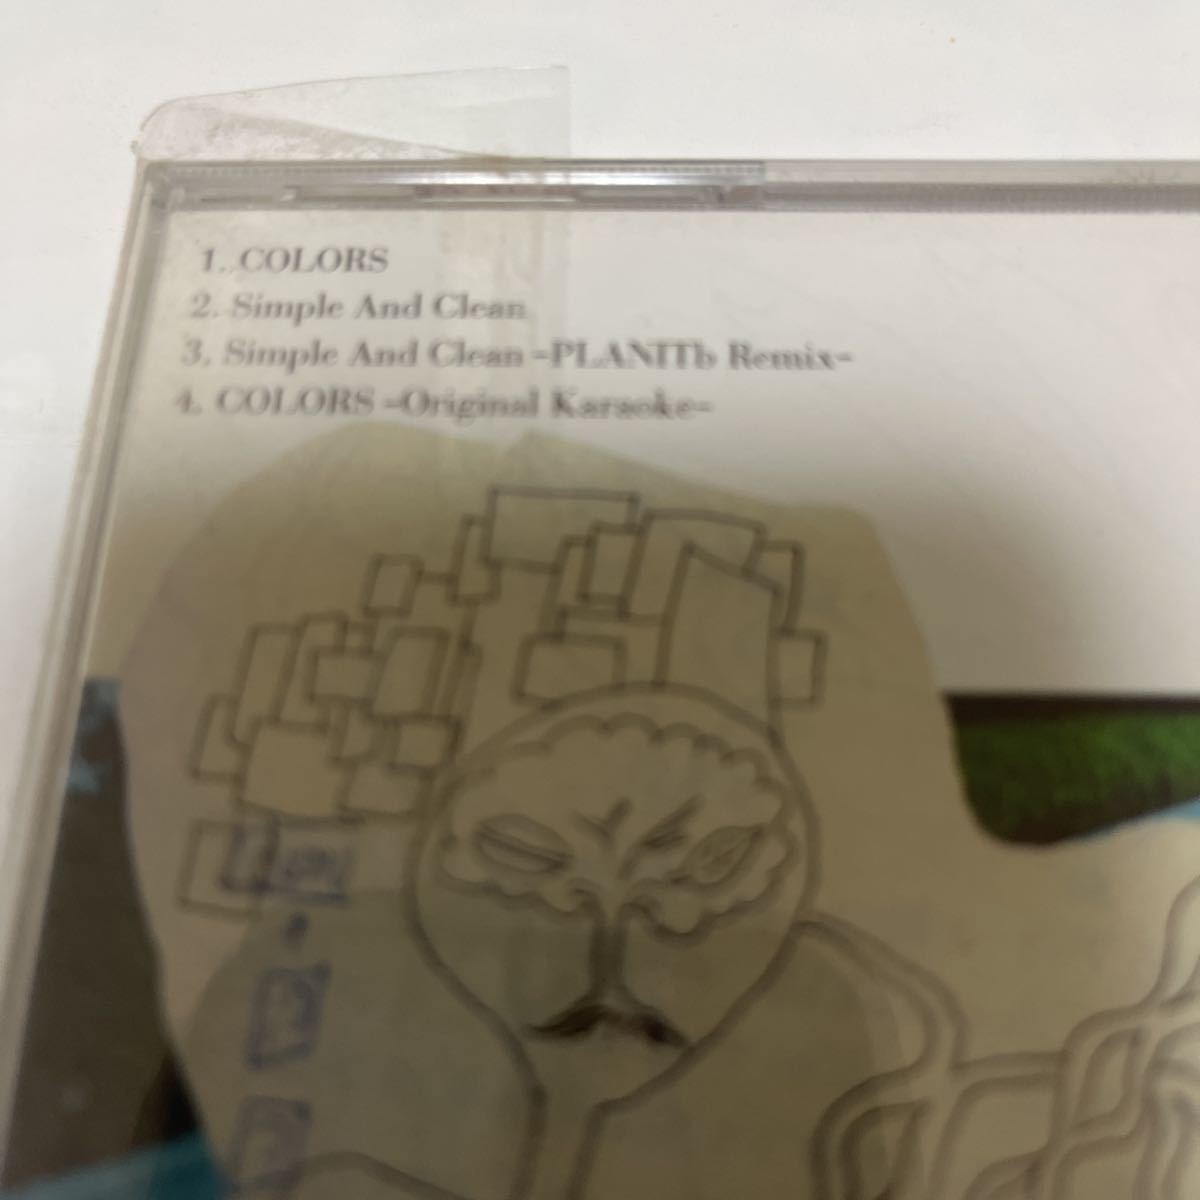 1. COLORS
2. Simple And Clean
3. Simple And Clean -PLANITb Remix-
4. COLORS -Original Karaoke-